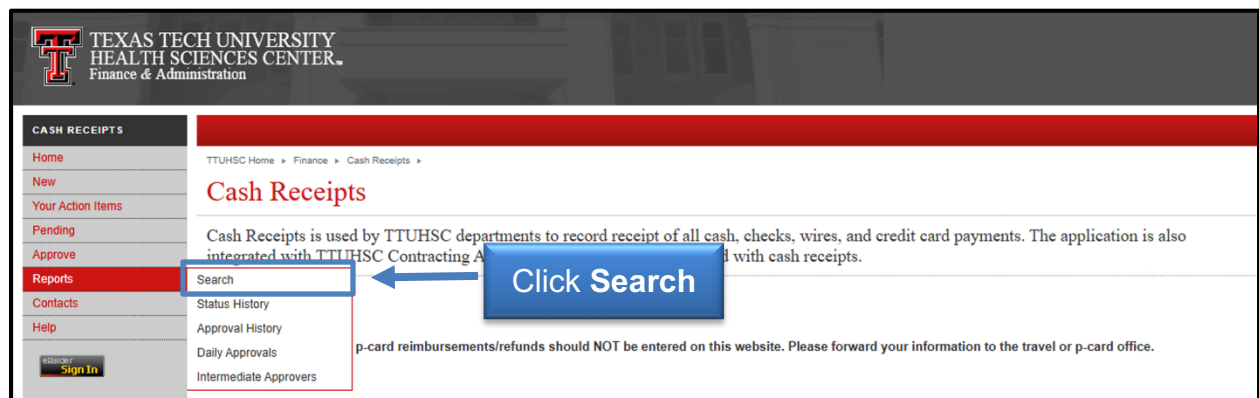 TEXAS TECH UNIVERSITY
HEALTH SCIENCES CENTER™
Finance & Administration
CASH RECEIPTS
Home
New
Your Action Items
Pending
Approve
Reports
Contacts
Help
eRaider
Sign In
TTUHSC Home ▸ Finance ▸ Cash Receipts ▸
Cash Receipts
Cash Receipts is used by TTUHSC departments to record receipt of all cash, checks, wires, and credit card payments. The application is also
integrated with TTUHSC Contracting A d with cash receipts.
Search
Status History
Approval History
Daily Approvals
Intermediate Approvers
Click Search
p-card reimbursements/refunds should NOT be entered on this website. Please forward your information to the travel or p-card office.